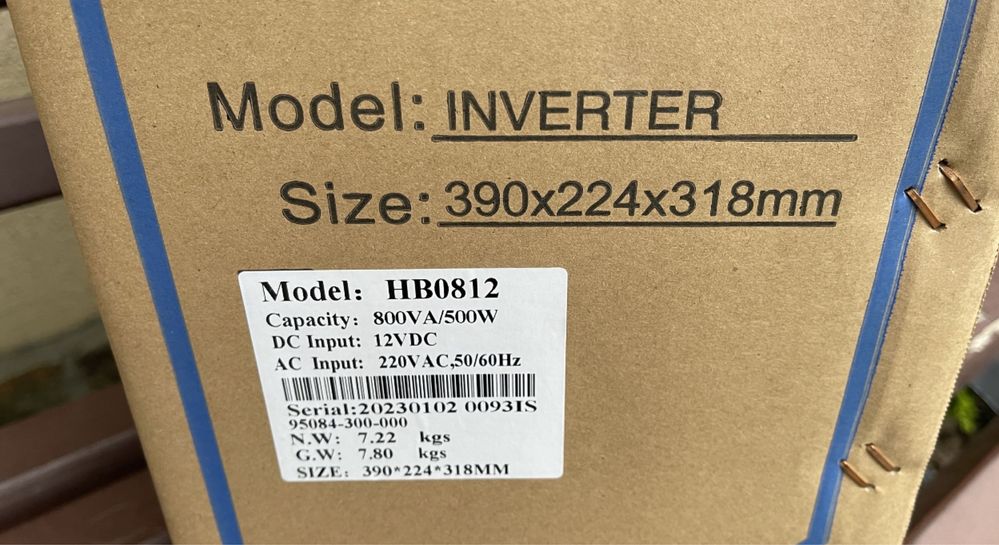 Model: INVERTER
Size: 390x224x318mm
Model: HB0812
Capacity: 800VA/500W
DC Input: 12VDC
AC Input: 220VAC,50/60Hz
Serial:20230102 0093IS
95084-300-000
N.W: 7.22 kgs
G.W: 7.80 kgs
SIZE: 390*224*318MM